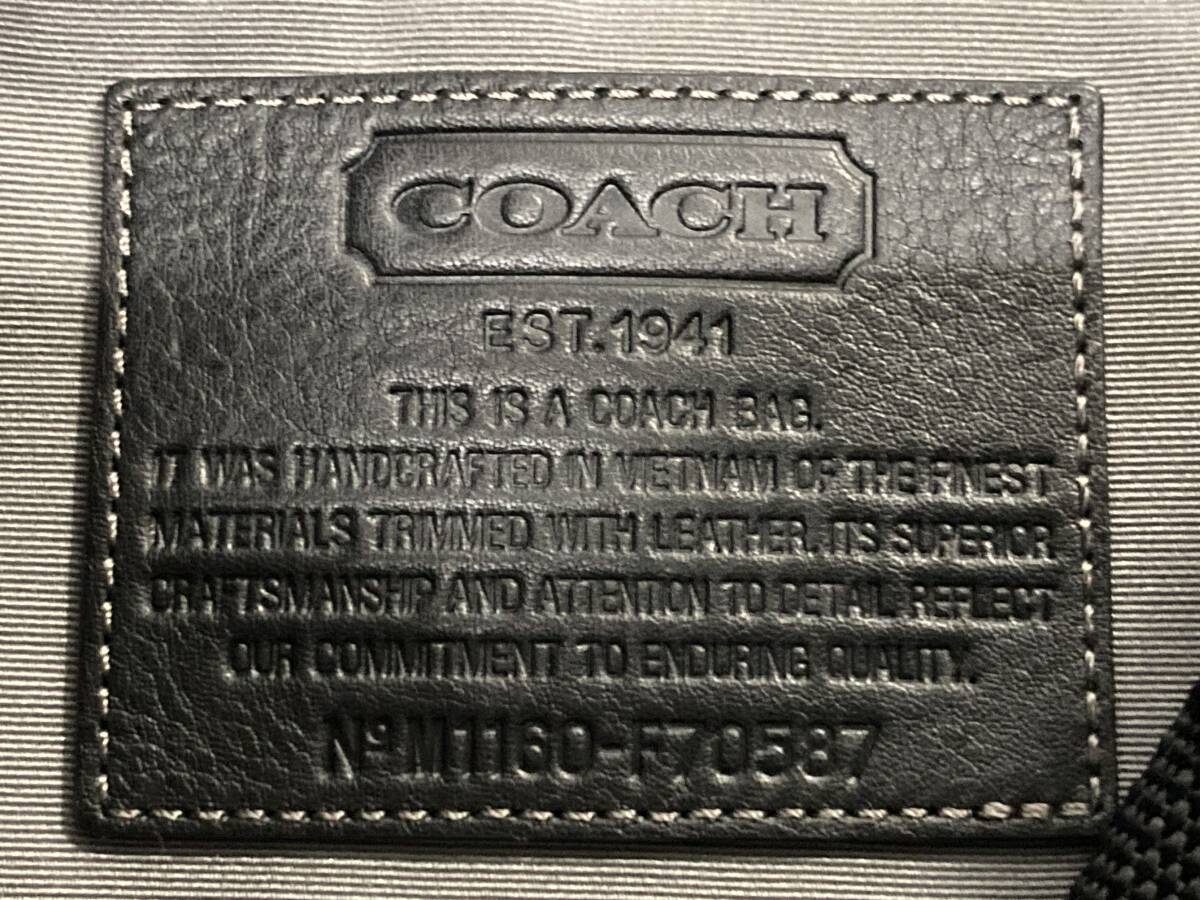 COACH
EST. 1941
THIS IS A COACH BAG.
IT WAS HANDCRAFTED IN VIETNAM OF THE FINEST
MATERIALS TRIMMED WITH LEATHER. ITS SUPERIOR
CRAFTSMANSHIP AND ATTENTION TO DETAIL REFLECT
OUR COMMITMENT TO ENDURING QUALITY.
Nº M1160-F70587